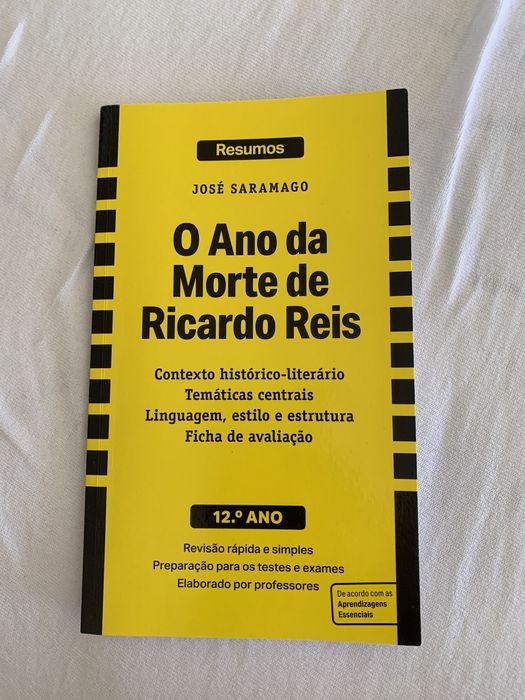 Resumos
JOSÉ SARAMAGO
O Ano da
Morte de
Ricardo Reis
Contexto histórico-literário
Temáticas centrais
Linguagem, estilo e estrutura
Ficha de avaliação
12.º ANO
Revisão rápida e simples
Preparação para os testes e exames
Elaborado por professores
De acordo com as
Aprendizagens
Essenciais